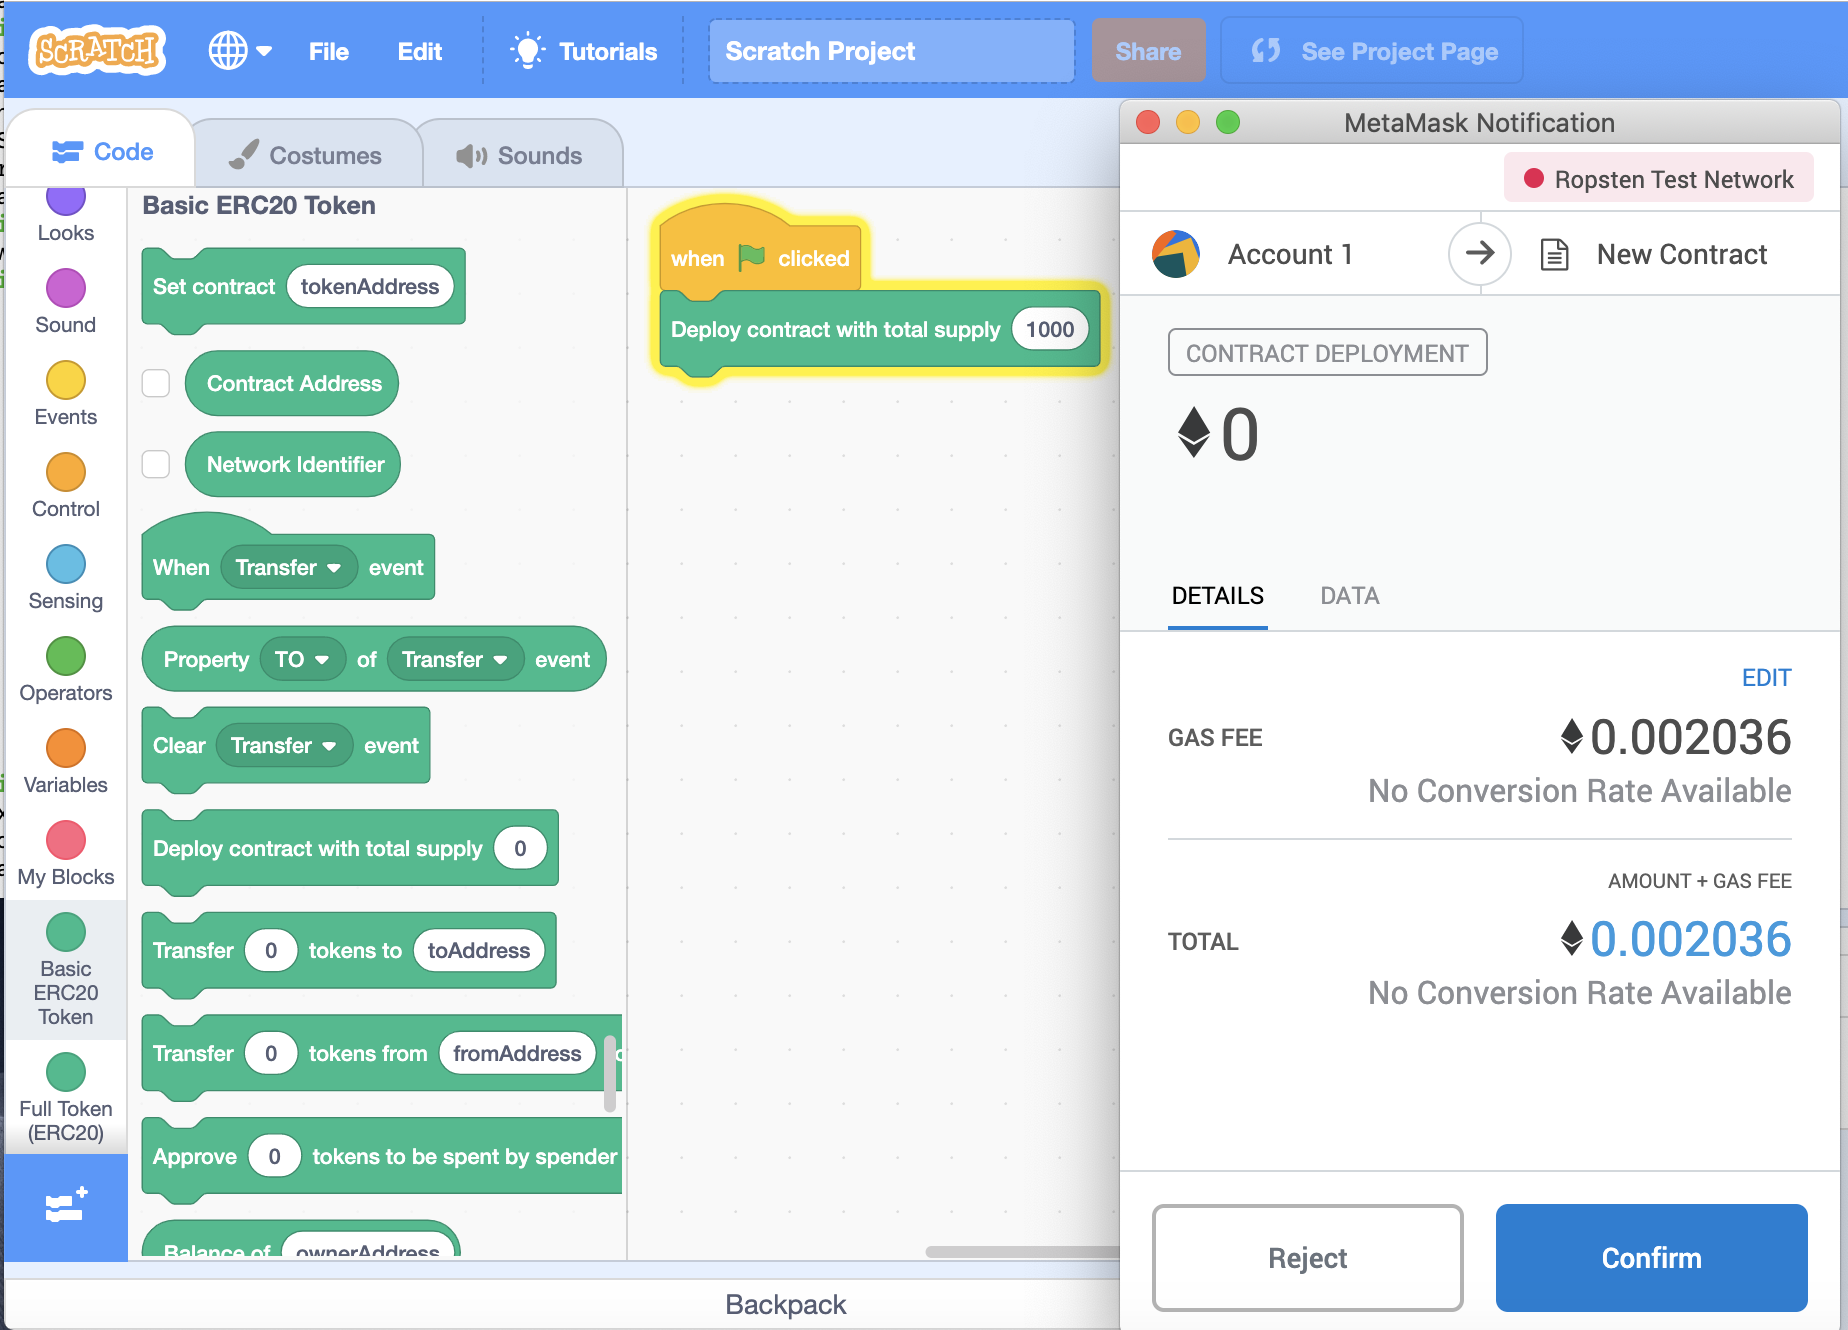 SCRATCH
File
Edit
Tutorials
Scratch Project
Share
See Project Page
Code
Costumes
Sounds
Looks
Sound
Events
Control
Sensing
Operators
Variables
My Blocks
Basic
ERC20
Token
Full Token
(ERC20)
Basic ERC20 Token
Set contract tokenAddress
Contract Address
Network Identifier
When Transfer event
Property TO of Transfer event
Clear Transfer event
Deploy contract with total supply 0
Transfer 0 tokens to toAddress
Transfer 0 tokens from fromAddress
Approve 0 tokens to be spent by spender
Balance of ownerAddress
when clicked
Deploy contract with total supply 1000
Backpack
MetaMask Notification
Ropsten Test Network
Account 1
New Contract
CONTRACT DEPLOYMENT
0
DETAILS
DATA
EDIT
GAS FEE
0.002036
No Conversion Rate Available
AMOUNT + GAS FEE
TOTAL
0.002036
No Conversion Rate Available
Reject
Confirm